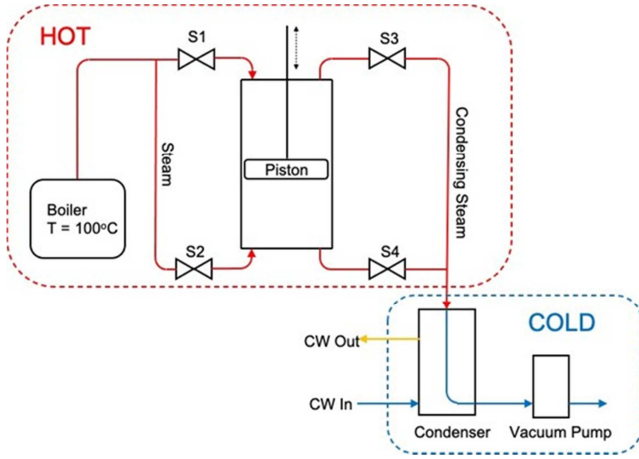 HOT
S1
S3
Steam
Condensing Steam
Piston
Boiler
T = 100°C
S2
S4
COLD
CW Out
CW In
Condenser
Vacuum Pump